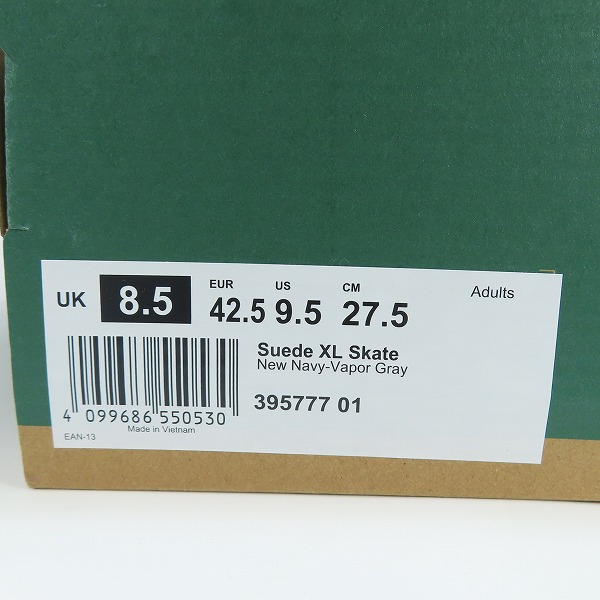 UK 8.5
EUR US CM
42.5 9.5 27.5
Adults
Suede XL Skate
New Navy-Vapor Gray
395777 01
4 099686 550530
EAN-13
Made in Vietnam